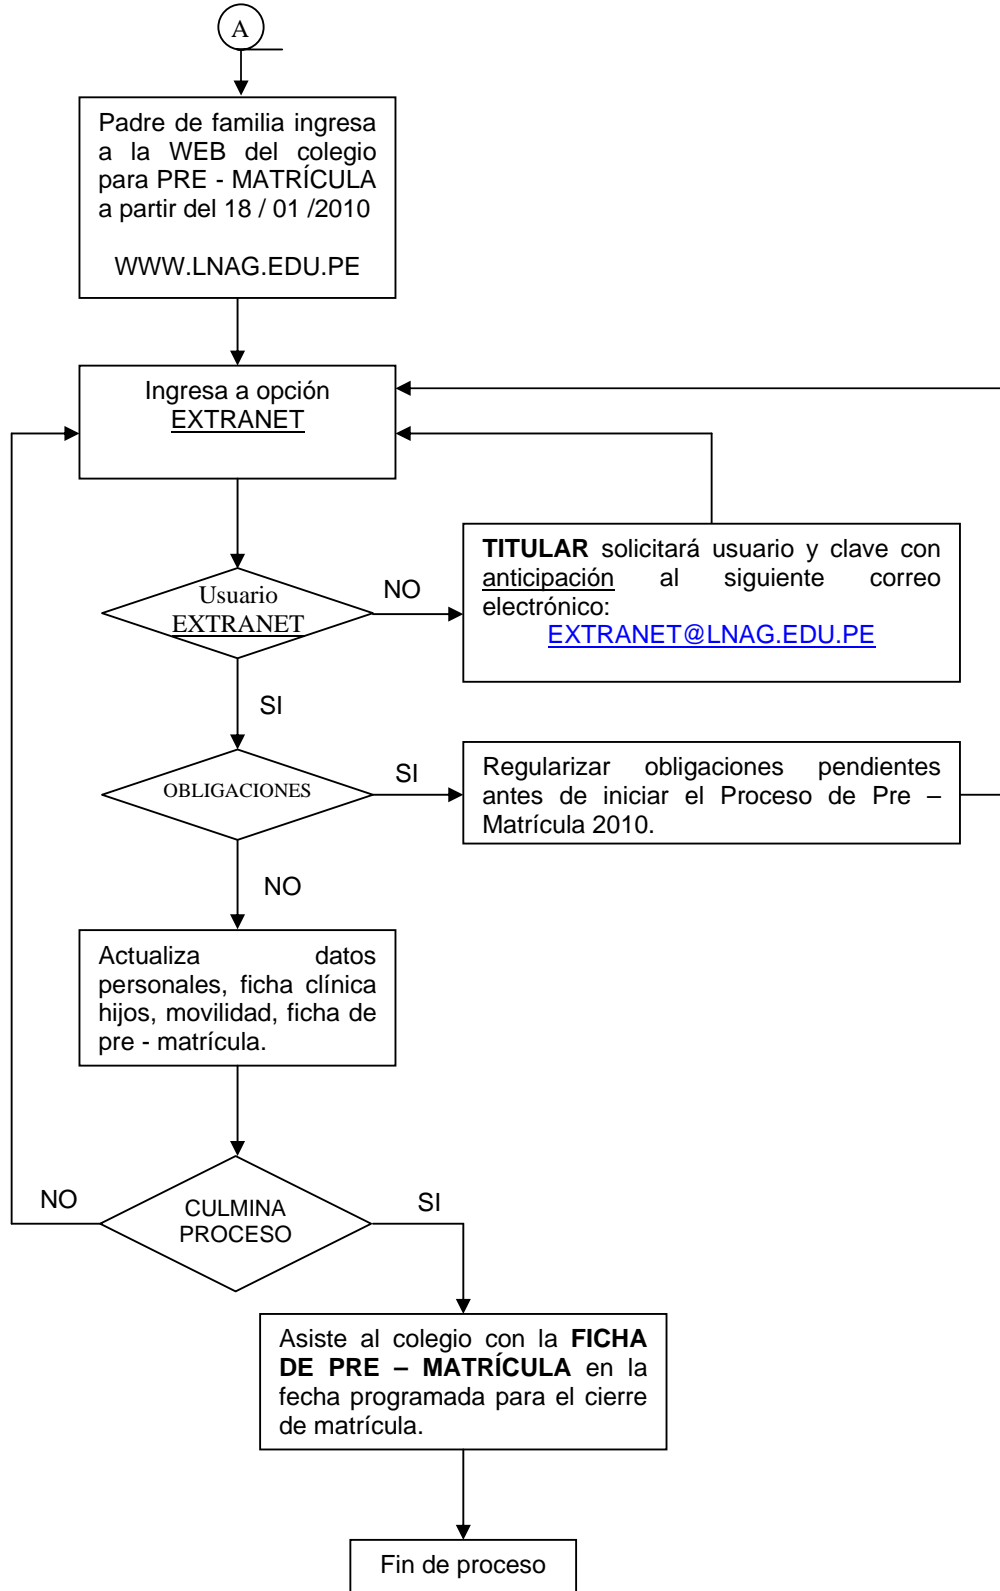 A
Padre de familia ingresa
a la WEB del colegio
para PRE - MATRÍCULA
a partir del 18 / 01 /2010
WWW.LNAG.EDU.PE
Ingresa a opción
EXTRANET
Usuario
EXTRANET
NO
TITULAR solicitará usuario y clave con
anticipación al siguiente correo
electrónico:
EXTRANET@LNAG.EDU.PE
SI
OBLIGACIONES
SI
Regularizar obligaciones pendientes
antes de iniciar el Proceso de Pre –
Matrícula 2010.
NO
Actualiza datos
personales, ficha clínica
hijos, movilidad, ficha de
pre - matrícula.
NO
CULMINA
PROCESO
SI
Asiste al colegio con la FICHA
DE PRE – MATRÍCULA en la
fecha programada para el cierre
de matrícula.
Fin de proceso